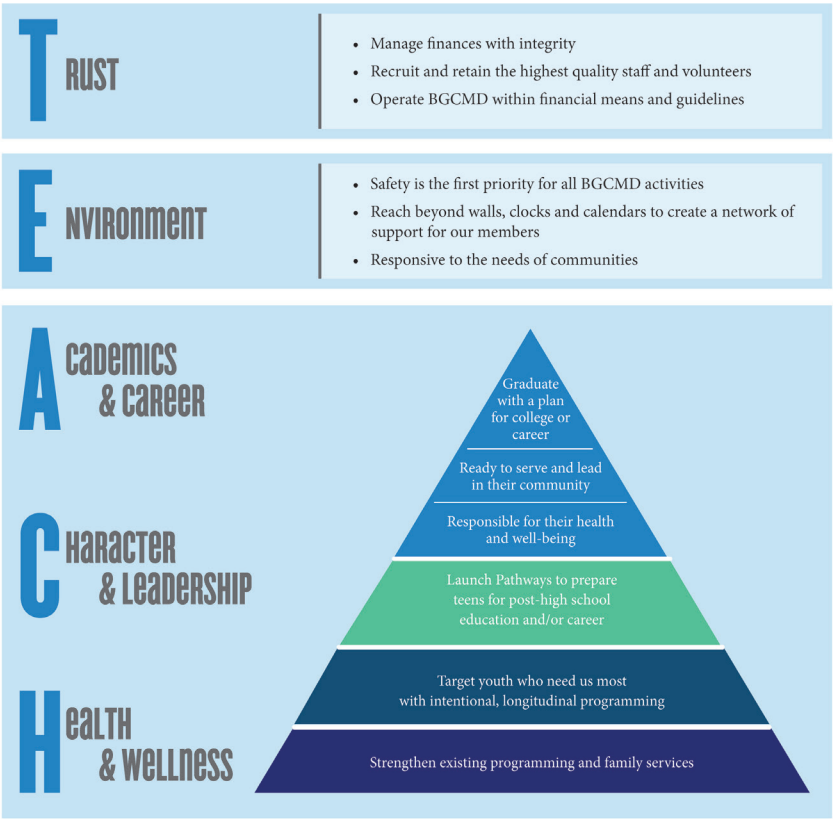 TRUST
• Manage finances with integrity
• Recruit and retain the highest quality staff and volunteers
• Operate BGCMD within financial means and guidelines
ENVIRONMENT
• Safety is the first priority for all BGCMD activities
• Reach beyond walls, clocks and calendars to create a network of
support for our members
• Responsive to the needs of communities
ACADEMICS
& CAREER
CHARACTER
& LEADERSHIP
HEALTH
& WELLNESS
Graduate
with a plan
for college or
career
Ready to serve and lead
in their community
Responsible for their health
and well-being
Launch Pathways to prepare
teens for post-high school
education and/or career
Target youth who need us most
with intentional, longitudinal programming
Strengthen existing programming and family services